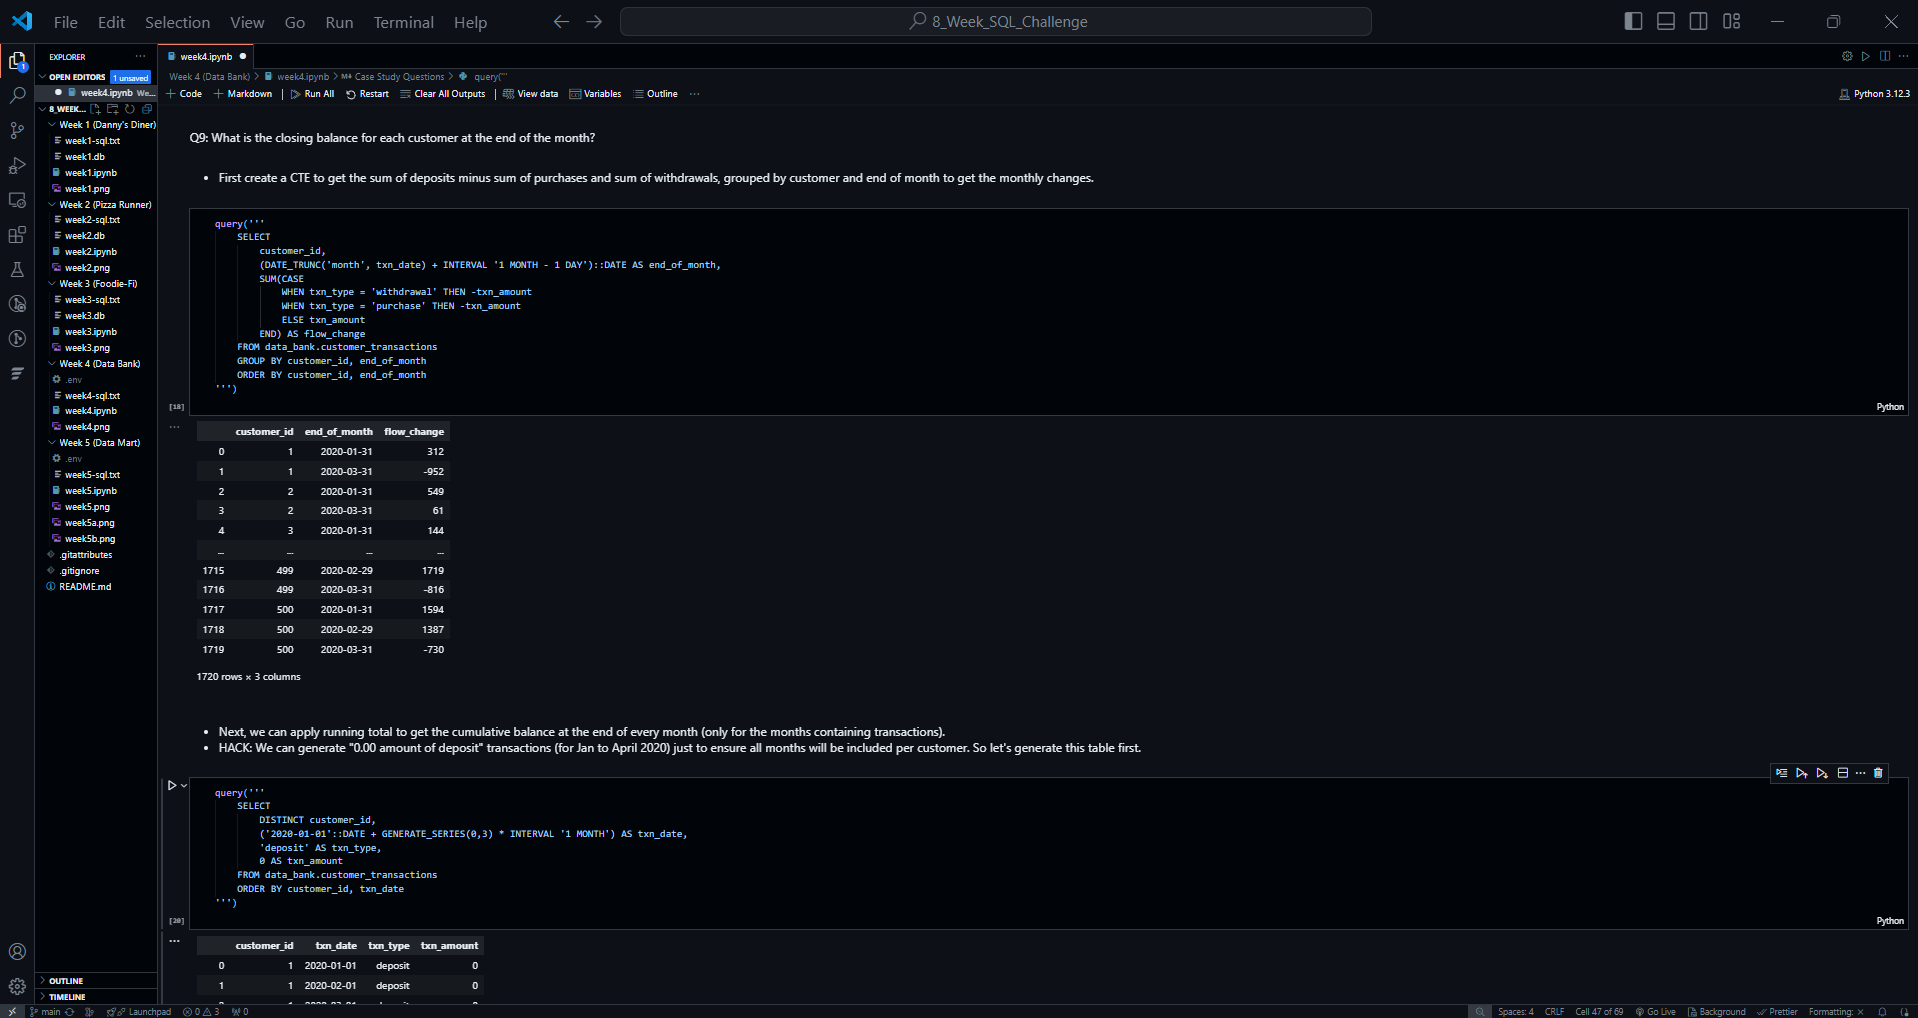 File Edit Selection View Go Run Terminal Help
8_Week_SQL_Challenge
EXPLORER
week4.ipynb
OPEN EDITORS 1 unsaved
Week 4 (Data Bank) > week4.ipynb > M↓ Case Study Questions > query('''
week4.ipynb We...
+ Code + Markdown | Run All Restart Clear All Outputs | View data Variables Outline ...
Python 3.12.3
8_WEEK...
Week 1 (Danny's Diner)
week1-sql.txt
week1.db
week1.ipynb
week1.png
Week 2 (Pizza Runner)
week2-sql.txt
week2.db
week2.ipynb
week2.png
Week 3 (Foodie-Fi)
week3-sql.txt
week3.db
week3.ipynb
week3.png
Week 4 (Data Bank)
.env
week4-sql.txt
week4.ipynb
week4.png
Week 5 (Data Mart)
.env
week5-sql.txt
week5.ipynb
week5.png
week5a.png
week5b.png
.gitattributes
.gitignore
README.md
OUTLINE
TIMELINE
Q9: What is the closing balance for each customer at the end of the month?
• First create a CTE to get the sum of deposits minus sum of purchases and sum of withdrawals, grouped by customer and end of month to get the monthly changes.
query('''
SELECT
customer_id,
(DATE_TRUNC('month', txn_date) + INTERVAL '1 MONTH - 1 DAY')::DATE AS end_of_month,
SUM(CASE
WHEN txn_type = 'withdrawal' THEN -txn_amount
WHEN txn_type = 'purchase' THEN -txn_amount
ELSE txn_amount
END) AS flow_change
FROM data_bank.customer_transactions
GROUP BY customer_id, end_of_month
ORDER BY customer_id, end_of_month
''')
[18]
Python
customer_id end_of_month flow_change
0 1 2020-01-31 312
1 1 2020-03-31 -952
2 2 2020-01-31 549
3 2 2020-03-31 61
4 3 2020-01-31 144
... ... ... ...
1715 499 2020-02-29 1719
1716 499 2020-03-31 -816
1717 500 2020-01-31 1594
1718 500 2020-02-29 1387
1719 500 2020-03-31 -730
1720 rows × 3 columns
• Next, we can apply running total to get the cumulative balance at the end of every month (only for the months containing transactions).
• HACK: We can generate "0.00 amount of deposit" transactions (for Jan to April 2020) just to ensure all months will be included per customer. So let's generate this table first.
query('''
SELECT
DISTINCT customer_id,
('2020-01-01'::DATE + GENERATE_SERIES(0,3) * INTERVAL '1 MONTH') AS txn_date,
'deposit' AS txn_type,
0 AS txn_amount
FROM data_bank.customer_transactions
ORDER BY customer_id, txn_date
''')
[20]
Python
customer_id txn_date txn_type txn_amount
0 1 2020-01-01 deposit 0
1 1 2020-02-01 deposit 0
main Launchpad 0 3 0
Spaces: 4 CRLF Cell 47 of 69 Go Live Background Prettier Formatting: ×